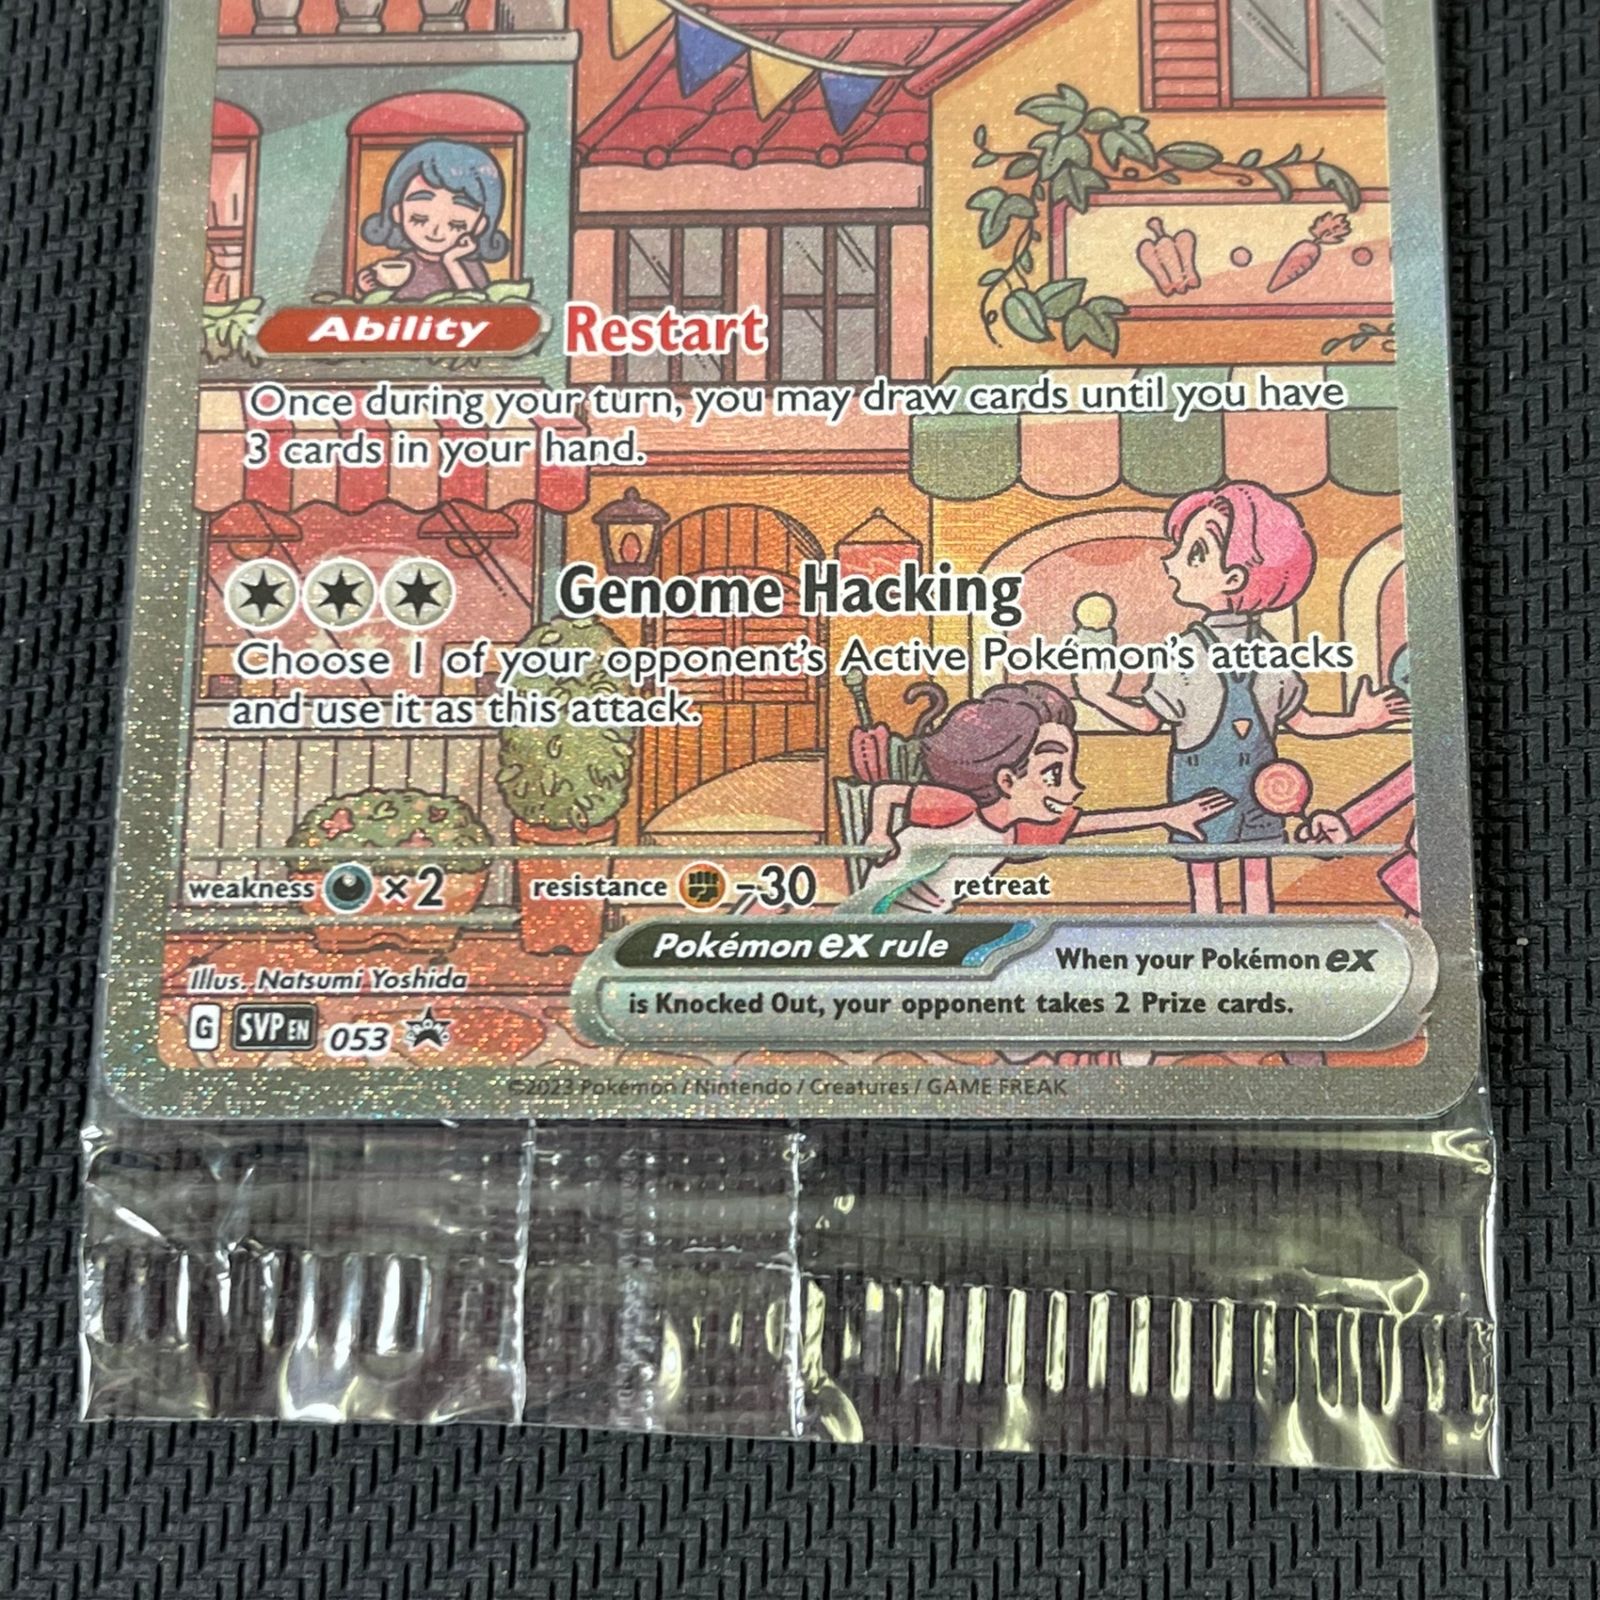 Ability Restart
Once during your turn, you may draw cards until you have
3 cards in your hand.
Genome Hacking
Choose 1 of your opponent's Active Pokémon's attacks
and use it as this attack.
weakness ×2 resistance -30 retreat
Pokémon ex rule When your Pokémon ex
is Knocked Out, your opponent takes 2 Prize cards.
Illus. Natsumi Yoshida
G SVP EN 053 PROMO
©2023 Pokémon / Nintendo / Creatures / GAME FREAK